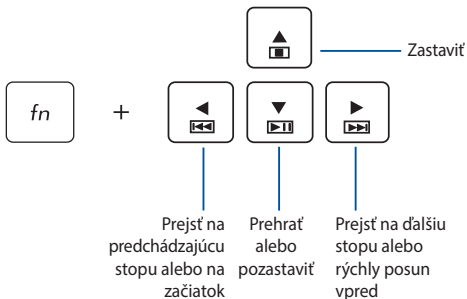 Zastaviť
fn
+
Prejsť na
predchádzajúcu
stopu alebo na
začiatok
Prehrať
alebo
pozastaviť
Prejsť na ďalšiu
stopu alebo
rýchly posun
vpred